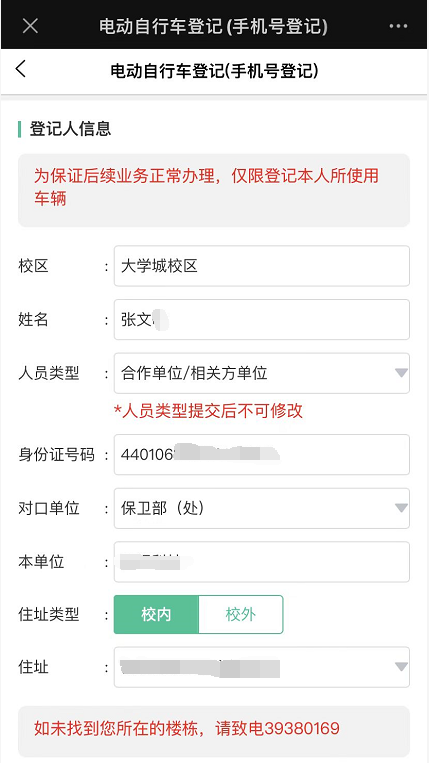 电动自行车登记 (手机号登记)
电动自行车登记(手机号登记)
登记人信息
为保证后续业务正常办理，仅限登记本人所使用
车辆
校区 : 大学城校区
姓名 : 张文
人员类型 : 合作单位/相关方单位
*人员类型提交后不可修改
身份证号码 : 440106
对口单位 : 保卫部（处）
本单位 :
住址类型 : 校内 校外
住址 :
如未找到您所在的楼栋，请致电39380169